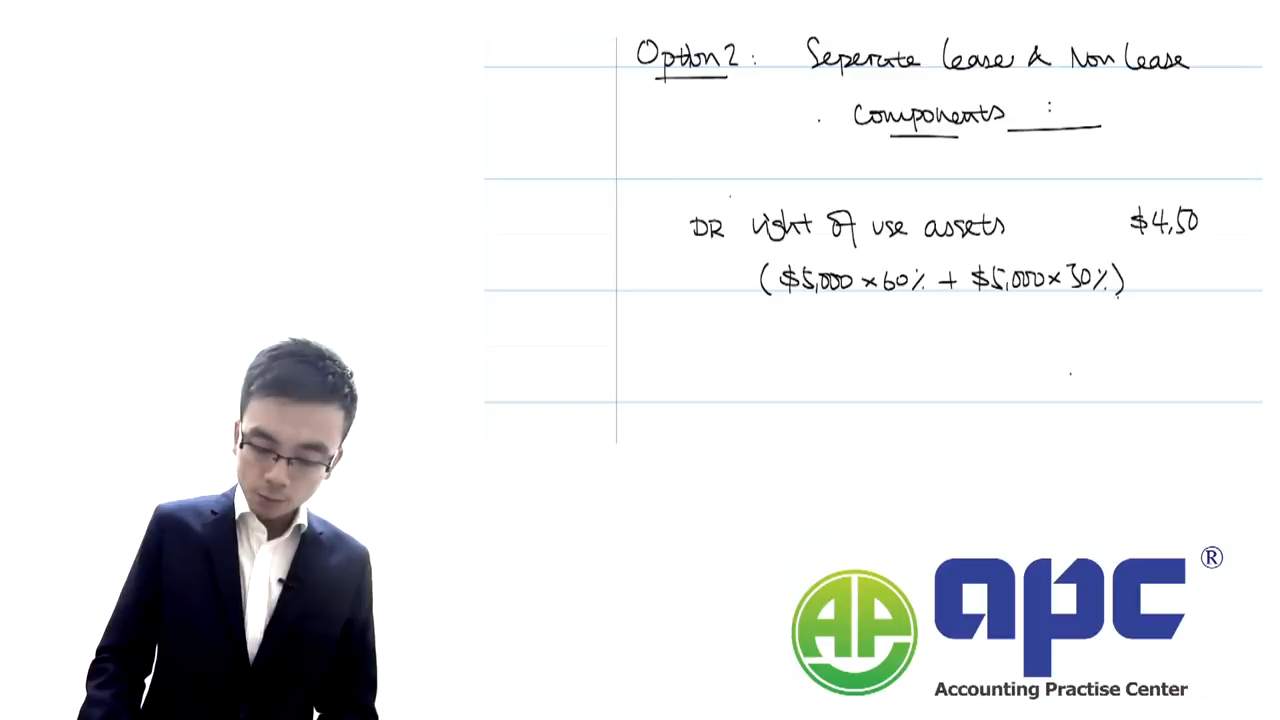 Option 2 : Seperate Lease & Non Lease
Components :
DR right of use assets $4,50
($5,000 × 60% + $5,000 × 30%)
AP
apc ®
Accounting Practise Center